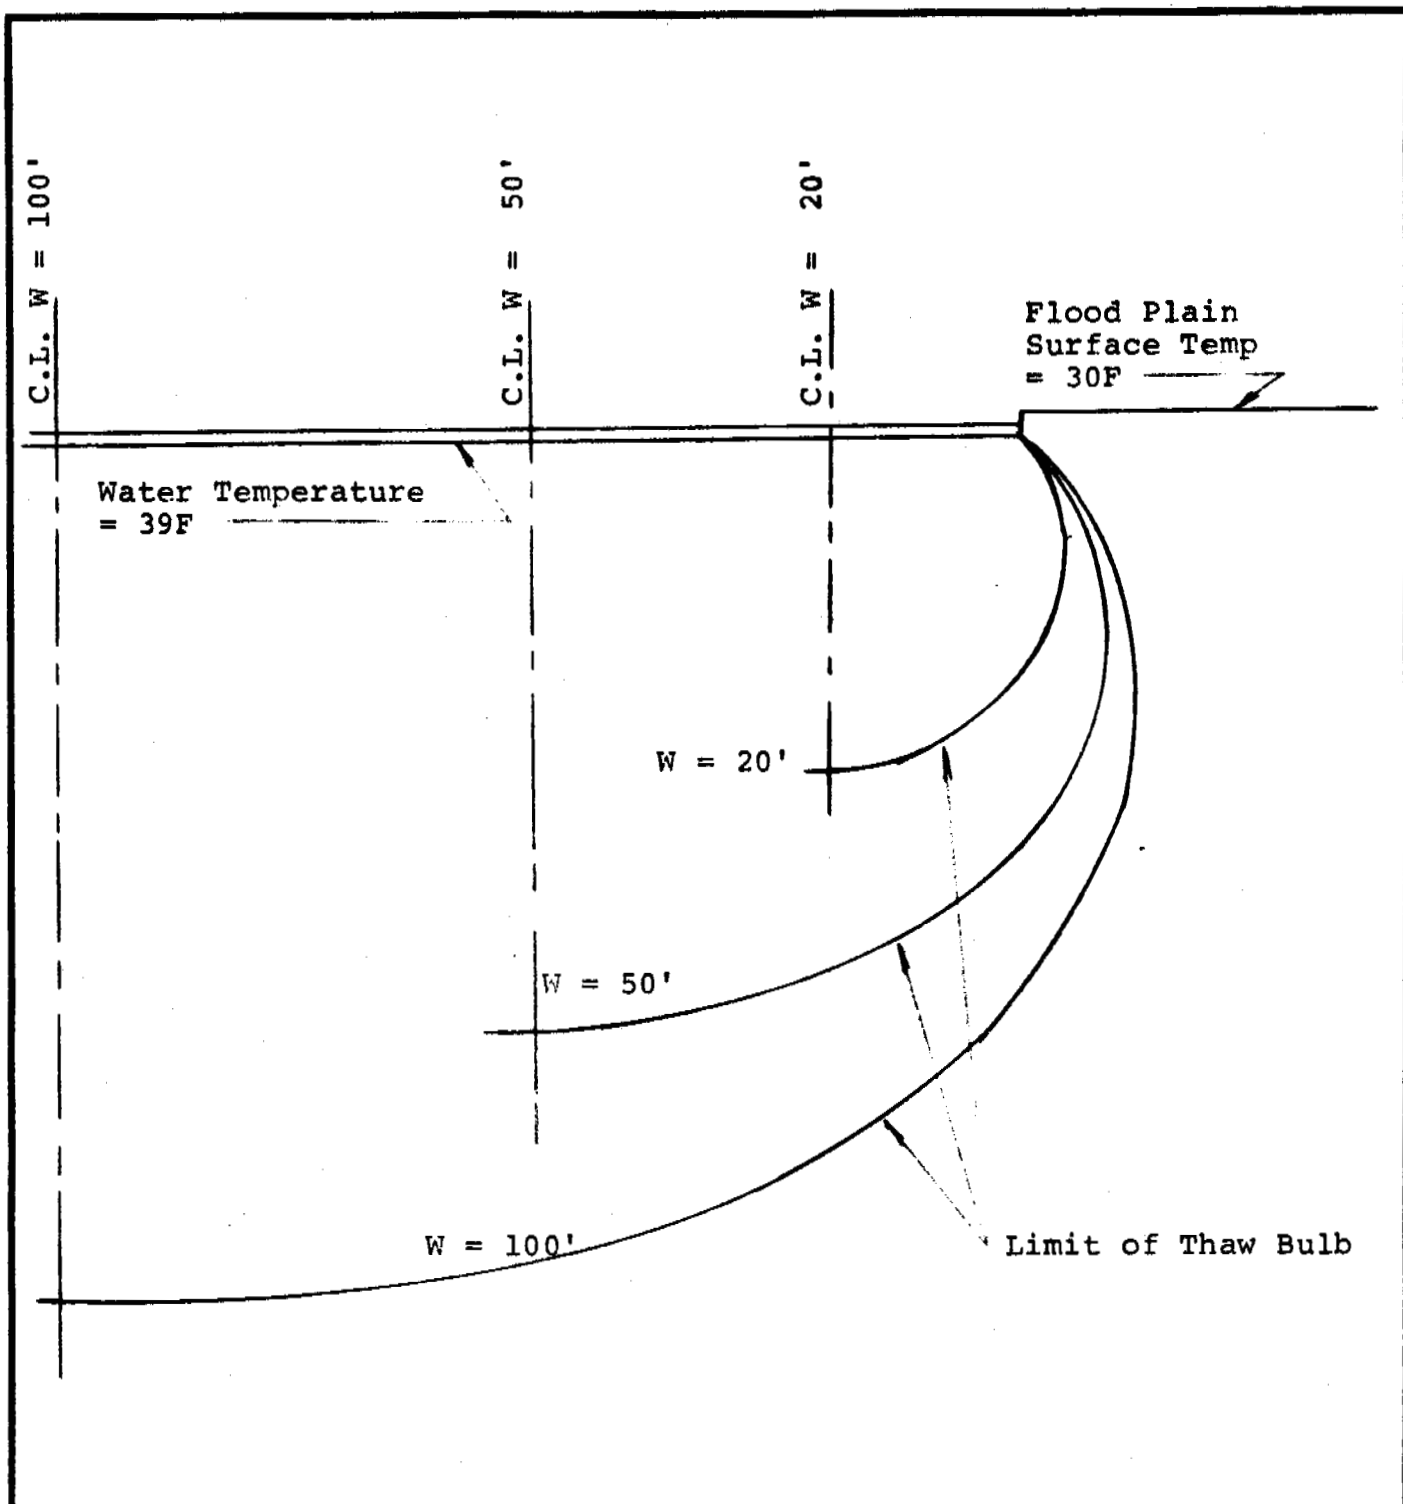 C.L. W = 100'
C.L. W = 50'
C.L. W = 20'
Flood Plain
Surface Temp
= 30F
Water Temperature
= 39F
W = 20'
W = 50'
W = 100'
Limit of Thaw Bulb